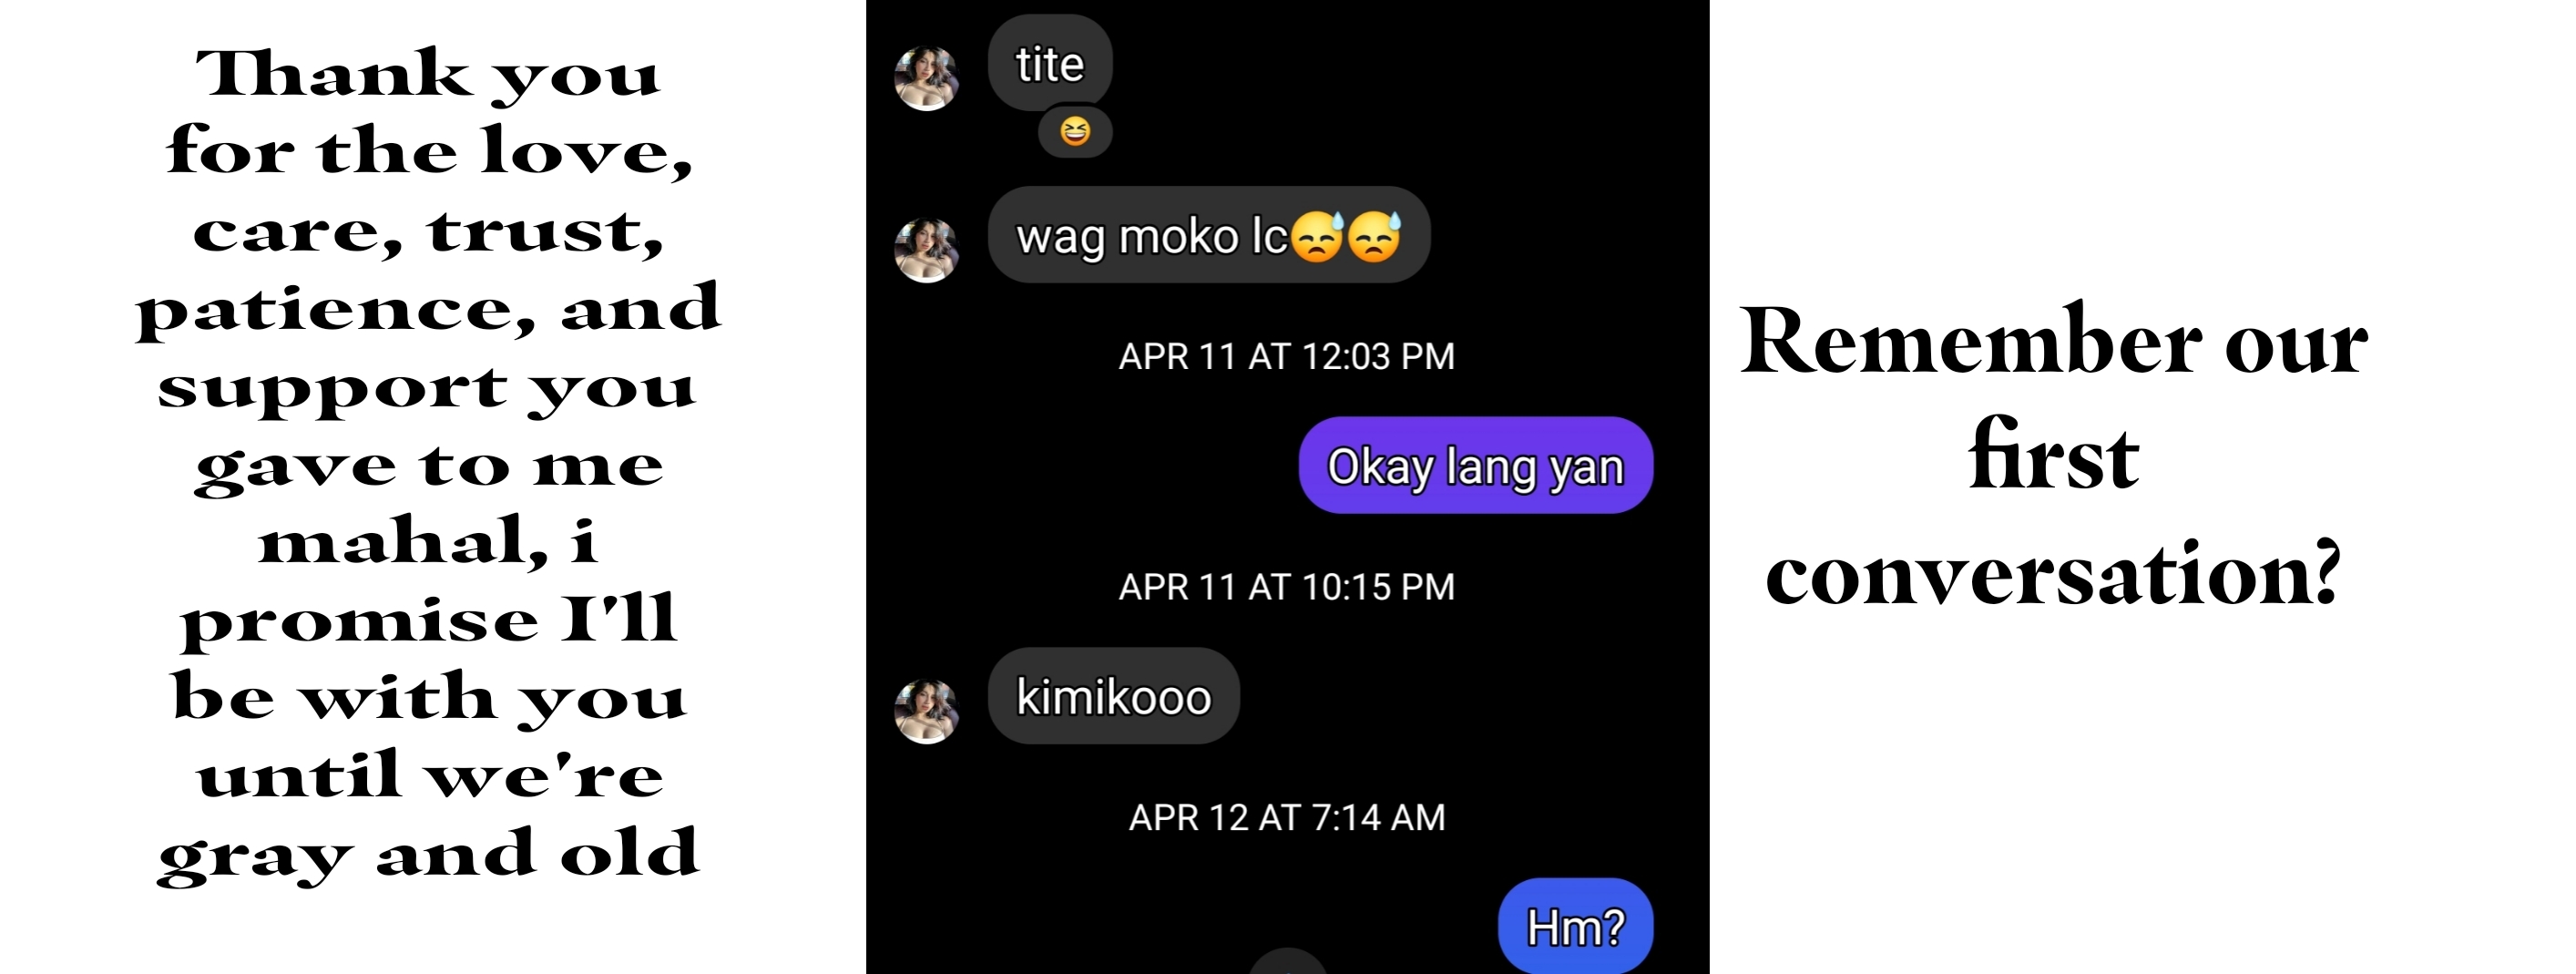 Thank you
for the love,
care, trust,
patience, and
support you
gave to me
mahal, i
promise I'll
be with you
until we're
gray and old
tite
😆
wag moko lc😓😓
APR 11 AT 12:03 PM
Okay lang yan
APR 11 AT 10:15 PM
kimikooo
APR 12 AT 7:14 AM
Hm?
Remember our
first
conversation?